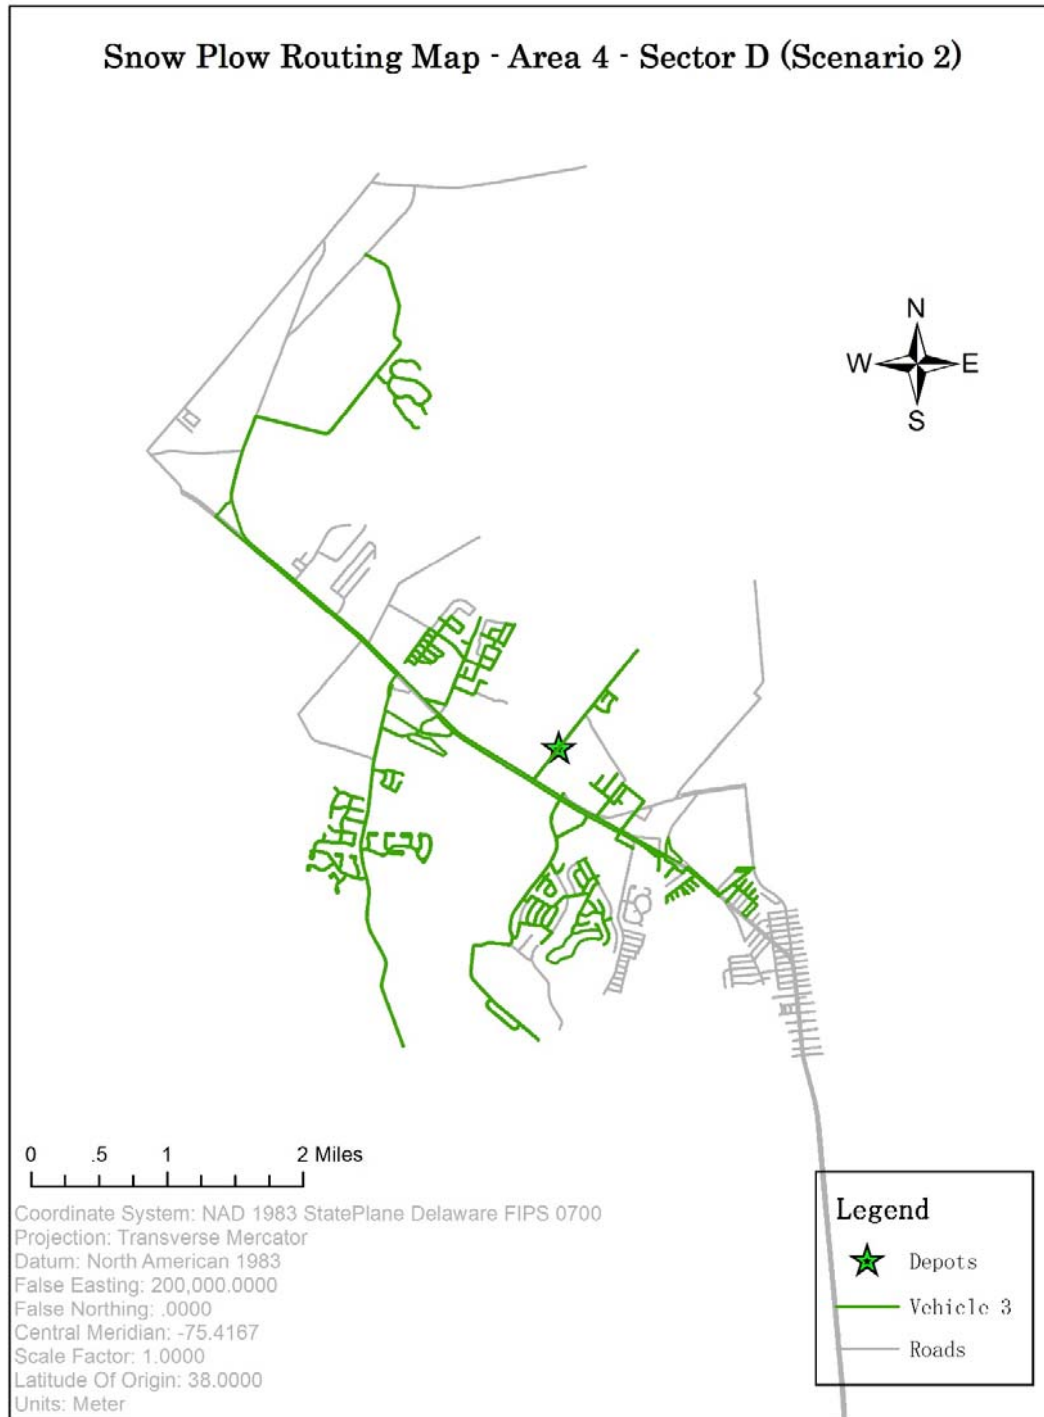 Snow Plow Routing Map - Area 4 - Sector D (Scenario 2)
N
W E
S
0 .5 1 2 Miles
Coordinate System: NAD 1983 StatePlane Delaware FIPS 0700
Projection: Transverse Mercator
Datum: North American 1983
False Easting: 200,000.0000
False Northing: .0000
Central Meridian: -75.4167
Scale Factor: 1.0000
Latitude Of Origin: 38.0000
Units: Meter
Legend
Depots
Vehicle 3
Roads